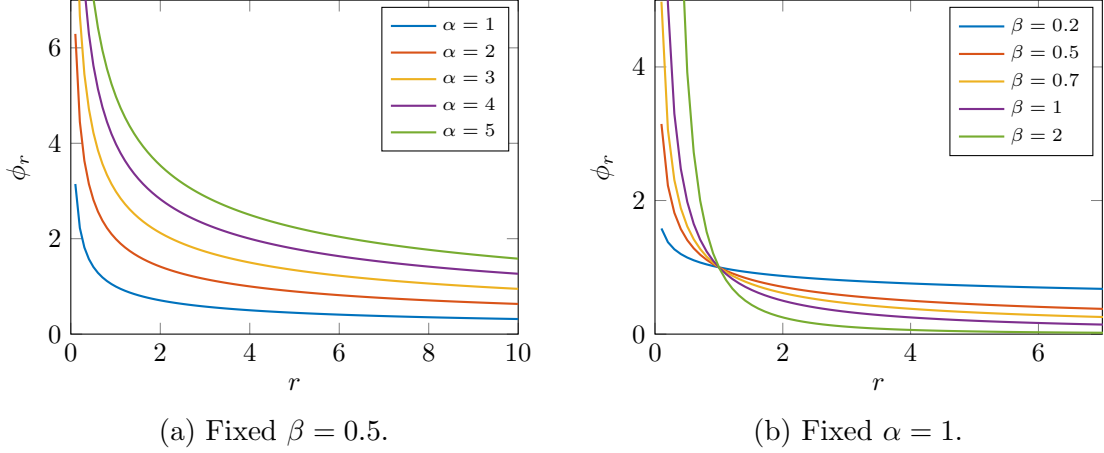 6
4
2
0
0 2 4 6 8 10
ϕ_r
r
α = 1
α = 2
α = 3
α = 4
α = 5
(a) Fixed β = 0.5.
4
2
0
0 2 4 6
ϕ_r
r
β = 0.2
β = 0.5
β = 0.7
β = 1
β = 2
(b) Fixed α = 1.